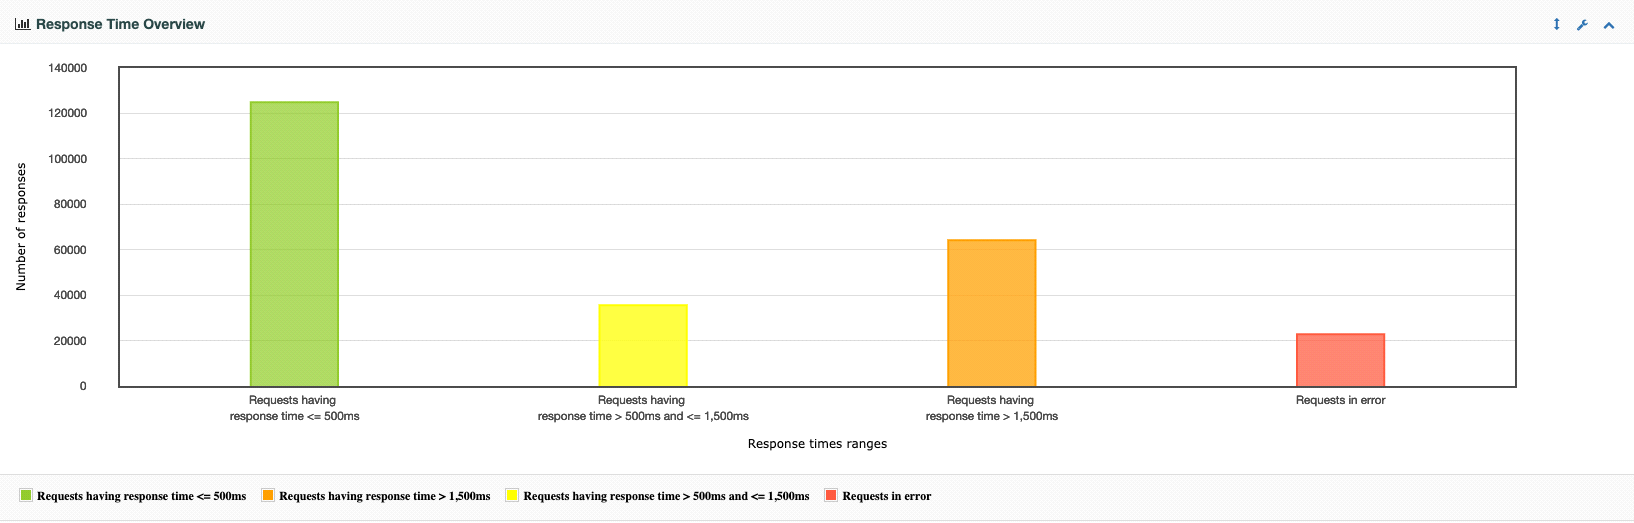 Response Time Overview
140000
120000
100000
80000
60000
40000
20000
0
Number of responses
Requests having
response time <= 500ms
Requests having
response time > 500ms and <= 1,500ms
Requests having
response time > 1,500ms
Requests in error
Response times ranges
Requests having response time <= 500ms
Requests having response time > 1,500ms
Requests having response time > 500ms and <= 1,500ms
Requests in error